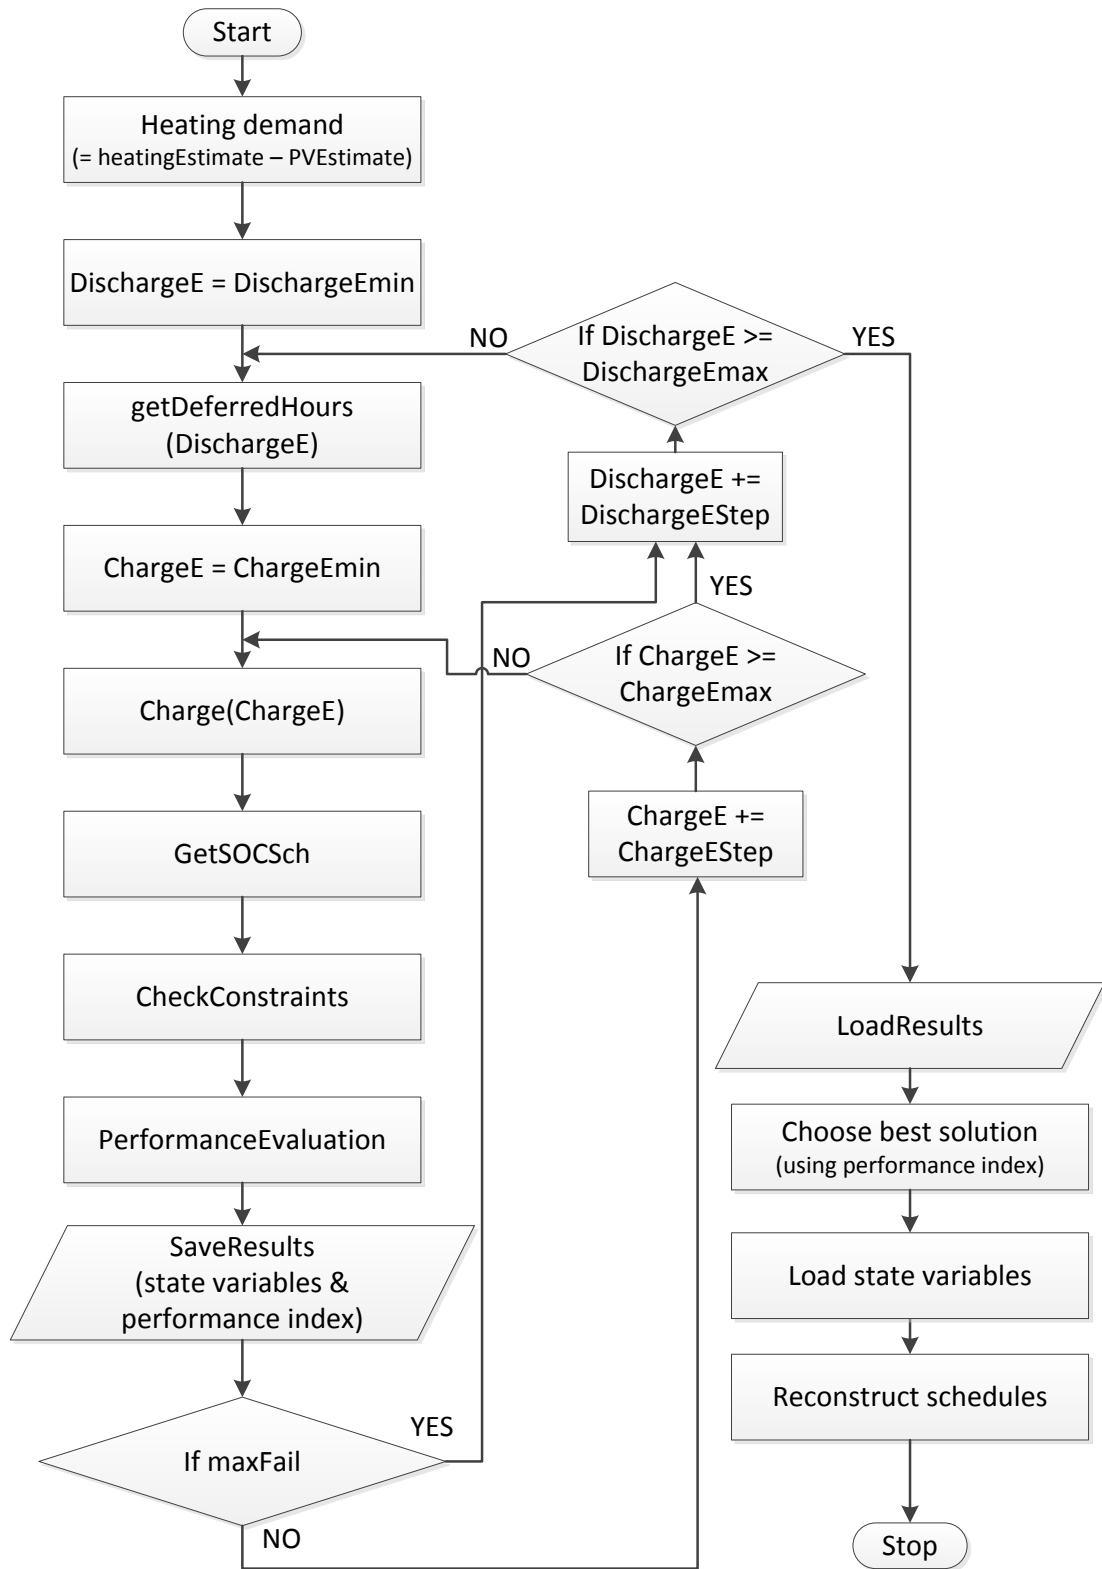 Start
Heating demand
(= heatingEstimate – PVEstimate)
DischargeE = DischargeEmin
getDeferredHours
(DischargeE)
ChargeE = ChargeEmin
Charge(ChargeE)
GetSOCSch
CheckConstraints
PerformanceEvaluation
SaveResults
(state variables &
performance index)
If maxFail
YES
NO
NO
If DischargeE >=
DischargeEmax
YES
DischargeE +=
DischargeEStep
YES
NO
If ChargeE >=
ChargeEmax
ChargeE +=
ChargeEStep
LoadResults
Choose best solution
(using performance index)
Load state variables
Reconstruct schedules
Stop